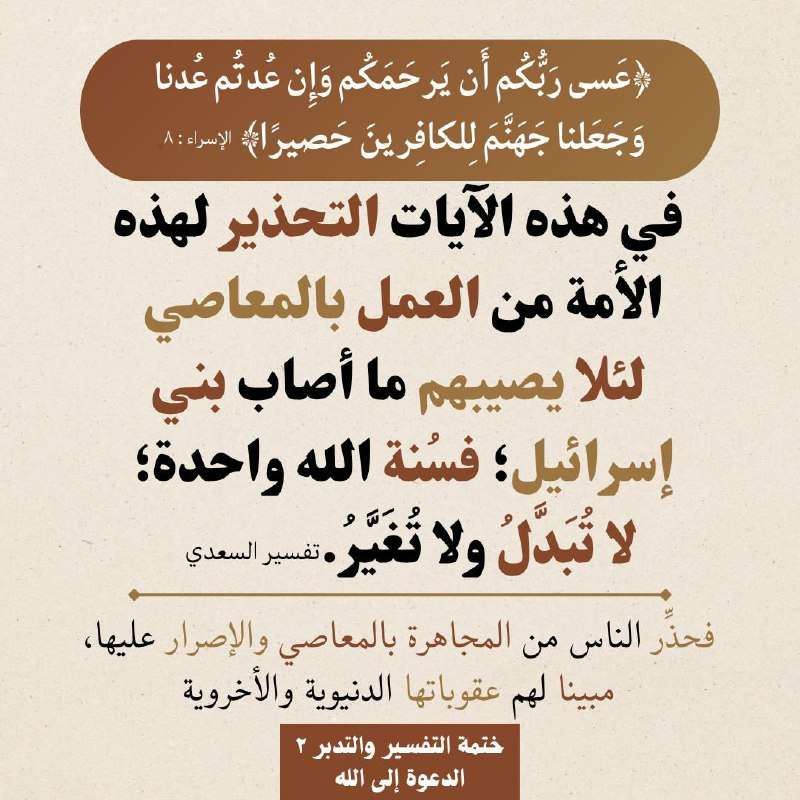 ﴿عَسى رَبُّكُم أَن يَرحَمَكُم وَإِن عُدتُم عُدنا
وَجَعَلنا جَهَنَّمَ لِلكافِرينَ حَصيرًا﴾ الإسراء: ٨
في هذه الآيات التحذير لهذه
الأمة من العمل بالمعاصي
لئلا يصيبهم ما أصاب بني
إسرائيل؛ فسُنة الله واحدة؛
لا تُبَدَّلُ ولا تُغَيَّرُ. تفسير السعدي
فحذِّر الناس من المجاهرة بالمعاصي والإصرار عليها،
مبينا لهم عقوباتها الدنيوية والأخروية
ختمة التفسير والتدبر ٢
الدعوة إلى الله